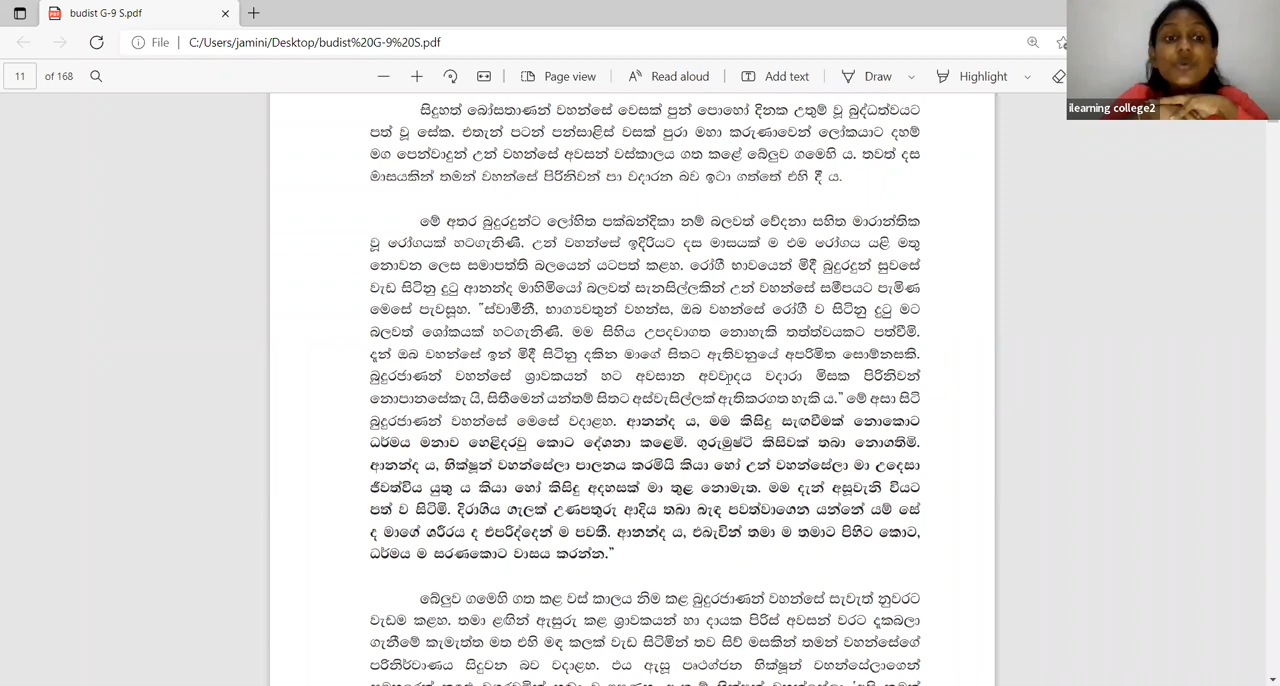 budist G-9 S.pdf
File
C:/Users/jamini/Desktop/budist%20G-9%20S.pdf
11 of 168
Page view
Read aloud
Add text
Draw
Highlight
ilearning college2
සිදුහත් බෝසතාණන් වහන්සේ වෙසක් පුන් පොහෝ දිනක උතුම් වූ බුද්ධත්වයට
පත් වූ සේක. එතැන් පටන් පන්සාළිස් වසක් පුරා මහා කරුණාවෙන් ලෝකයාට දහම්
මග පෙන්වාදුන් උන් වහන්සේ අවසන් වස්කාලය ගත කළේ බේලුව ගමෙහි ය. තවත් දස
මාසයකින් තමන් වහන්සේ පිරිනිවන් පා වදාරන බව ඉටා ගත්තේ එහි දී ය.
මේ අතර බුදුරදුන්ට ලෝහිත පක්ඛන්දිකා නම් බලවත් වේදනා සහිත මාරාන්තික
වූ රෝගයක් හටගැනිණි. උන් වහන්සේ ඉදිරියට දස මාසයක් ම එම රෝගය යළි මතු
නොවන ලෙස සමාපත්ති බලයෙන් යටපත් කළහ. රෝගී භාවයෙන් මිදී බුදුරදුන් සුවසේ
වැඩ සිටිනු දුටු ආනන්ද මාහිමියෝ බලවත් සැනසිල්ලකින් උන් වහන්සේ සමීපයට පැමිණ
මෙසේ පැවසූහ. "ස්වාමීනී, භාග්‍යවතුන් වහන්ස, ඔබ වහන්සේ රෝගී ව සිටිනු දුටු මට
බලවත් ශෝකයක් හටගැනිණි. මම සිහිය උපදවාගත නොහැකි තත්ත්වයකට පත්වීමි.
දැන් ඔබ වහන්සේ ඉන් මිදී සිටිනු දකින මාගේ සිතට ඇතිවනුයේ අපරිමිත සොම්නසකි.
බුදුරජාණන් වහන්සේ ශ්‍රාවකයන් හට අවසාන අවවාදය වදාරා මිසක පිරිනිවන්
නොපානසේකැ යි, සිතීමෙන් යන්තම් සිතට අස්වැසිල්ලක් ඇතිකරගත හැකි ය." මේ අසා සිටි
බුදුරජාණන් වහන්සේ මෙසේ වදාළහ. ආනන්ද ය, මම කිසිදු සැඟවීමක් නොකොට
ධර්මය මනාව හෙළිදරවු කොට දේශනා කළෙමි. ගුරුමුෂ්ටි කිසිවක් තබා නොගතිමි.
ආනන්ද ය, භික්ෂූන් වහන්සේලා පාලනය කරමියි කියා හෝ උන් වහන්සේලා මා උදෙසා
ජීවත්විය යුතු ය කියා හෝ කිසිදු අදහසක් මා තුළ නොමැත. මම දැන් අසූවැනි වියට
පත් ව සිටිමි. දිරාගිය ගැලක් උණපතුරු ආදිය තබා බැඳ පවත්වාගෙන යන්නේ යම් සේ
ද මාගේ ශරීරය ද එපරිද්දෙන් ම පවතී. ආනන්ද ය, එබැවින් තමා ම තමාට පිහිට කොට,
ධර්මය ම සරණකොට වාසය කරන්න."
බේලුව ගමෙහි ගත කළ වස් කාලය නිම කළ බුදුරජාණන් වහන්සේ සැවැත් නුවරට
වැඩම කළහ. තමා ළඟින් ඇසුරු කළ ශ්‍රාවකයන් හා දායක පිරිස් අවසන් වරට දැකබලා
ගැනීමේ කැමැත්ත මත එහි මඳ කලක් වැඩ සිටිමින් තව සිව් මසකින් තමන් වහන්සේගේ
පරිනිර්වාණය සිදුවන බව වදාළහ. එය ඇසූ පෘථග්ජන භික්ෂූන් වහන්සේලාගෙන්